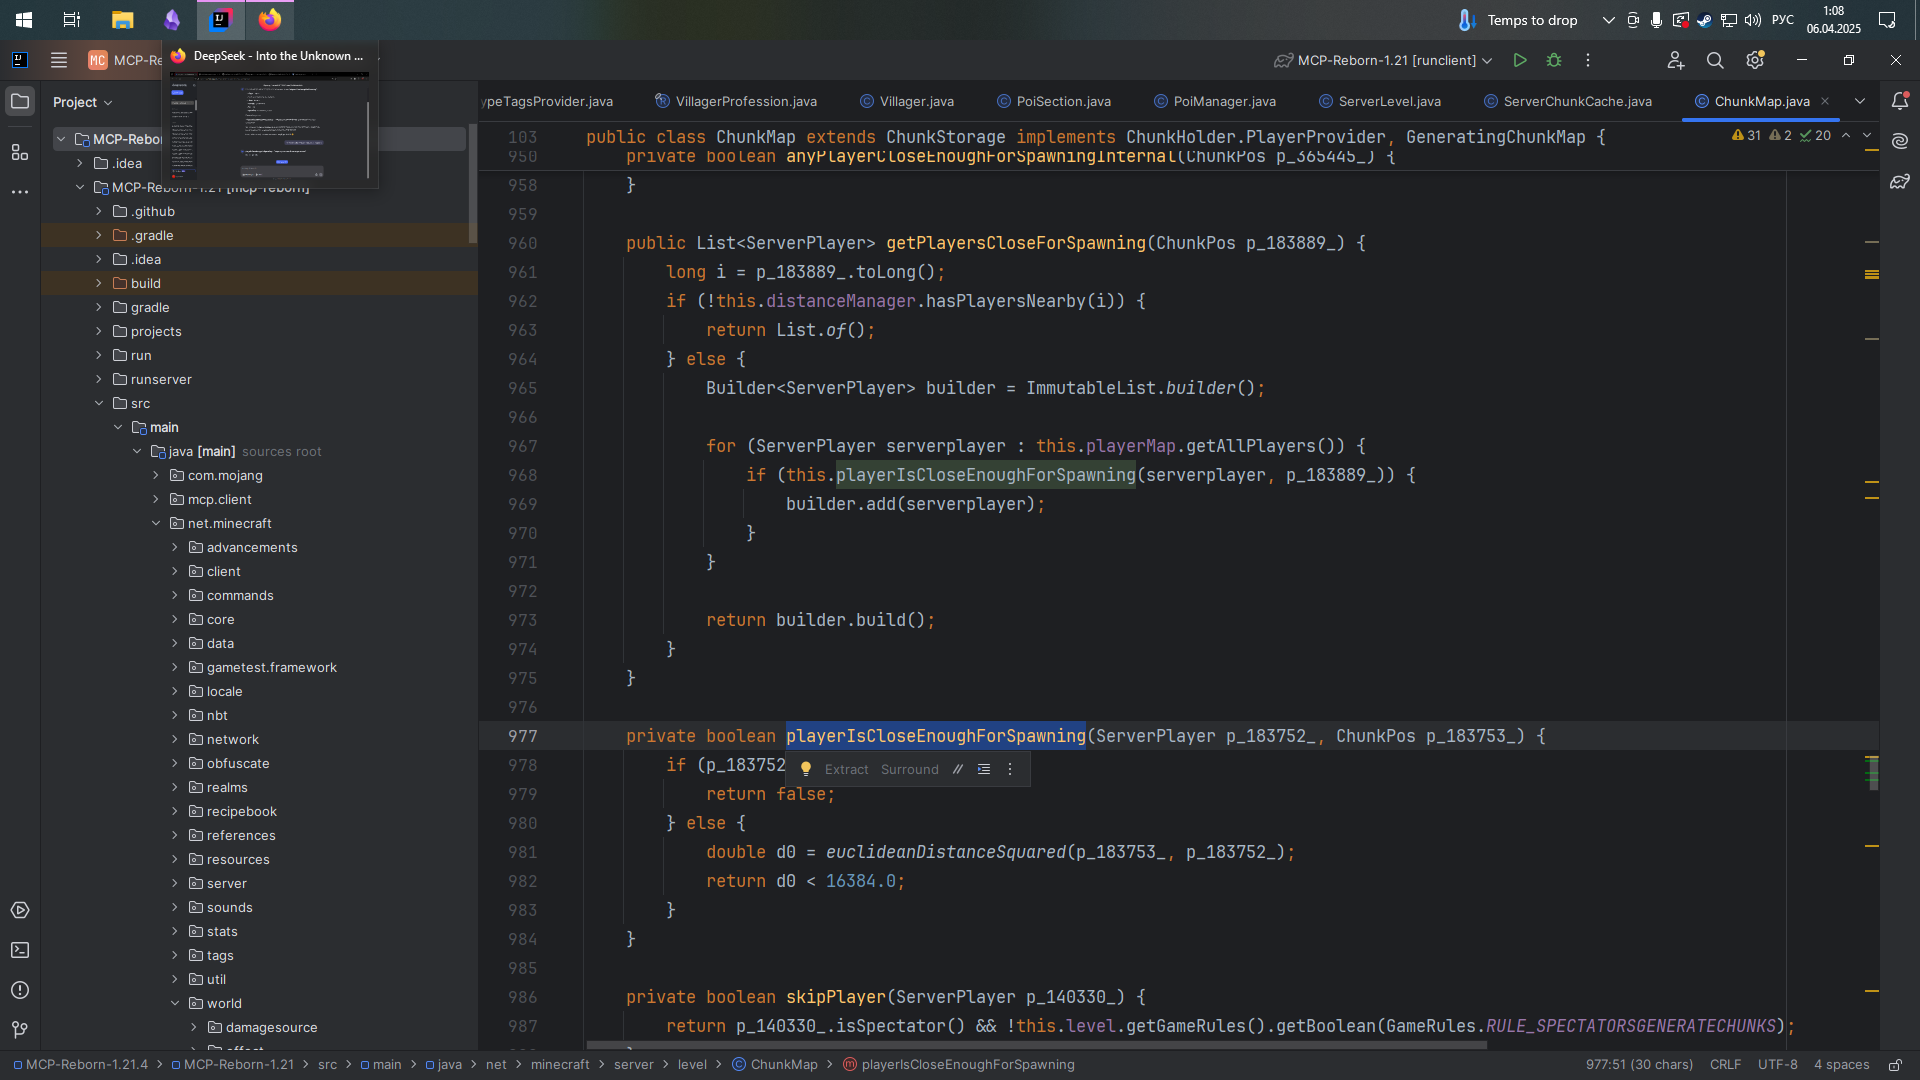 Temps to drop
РУС
1:08
06.04.2025
DeepSeek - Into the Unknown ...
MC
MCP-Re
MCP-Reborn-1.21 [runclient]
Project
ypeTagsProvider.java
VillagerProfession.java
Villager.java
PoiSection.java
PoiManager.java
ServerLevel.java
ServerChunkCache.java
ChunkMap.java
MCP-Rebor
.idea
MCP-Reborn-1.21 [mcp-reborn]
.github
.gradle
.idea
build
gradle
projects
run
runserver
src
main
java [main] sources root
com.mojang
mcp.client
net.minecraft
advancements
client
commands
core
data
gametest.framework
locale
nbt
network
obfuscate
realms
recipebook
references
resources
server
sounds
stats
tags
util
world
damagesource
31 2 20
103 public class ChunkMap extends ChunkStorage implements ChunkHolder.PlayerProvider, GeneratingChunkMap {
950 private boolean anyPlayerCloseEnoughForSpawningInternal(ChunkPos p_365445_) {
958 }
959
960 public List<ServerPlayer> getPlayersCloseForSpawning(ChunkPos p_183889_) {
961 long i = p_183889_.toLong();
962 if (!this.distanceManager.hasPlayersNearby(i)) {
963 return List.of();
964 } else {
965 Builder<ServerPlayer> builder = ImmutableList.builder();
966
967 for (ServerPlayer serverplayer : this.playerMap.getAllPlayers()) {
968 if (this.playerIsCloseEnoughForSpawning(serverplayer, p_183889_)) {
969 builder.add(serverplayer);
970 }
971 }
972
973 return builder.build();
974 }
975 }
976
977 private boolean playerIsCloseEnoughForSpawning(ServerPlayer p_183752_, ChunkPos p_183753_) {
978 if (p_183752
Extract Surround //
979 return false;
980 } else {
981 double d0 = euclideanDistanceSquared(p_183753_, p_183752_);
982 return d0 < 16384.0;
983 }
984 }
985
986 private boolean skipPlayer(ServerPlayer p_140330_) {
987 return p_140330_.isSpectator() && !this.level.getGameRules().getBoolean(GameRules.RULE_SPECTATORSGENERATECHUNKS);
MCP-Reborn-1.21.4 > MCP-Reborn-1.21 > src > main > java > net > minecraft > server > level > ChunkMap > playerIsCloseEnoughForSpawning
977:51 (30 chars) CRLF UTF-8 4 spaces